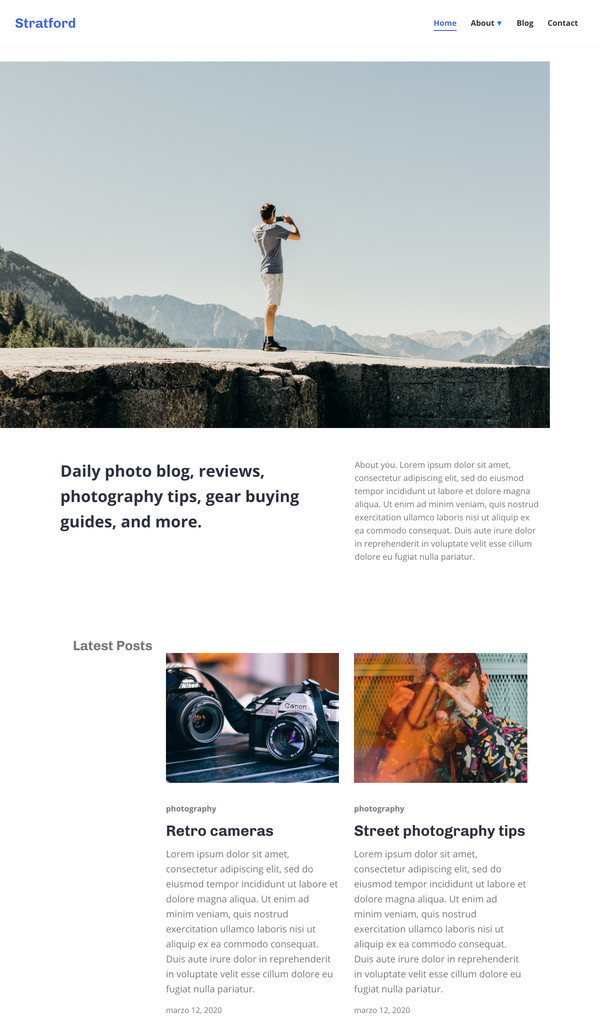 Stratford
Home About ▾ Blog Contact
Daily photo blog, reviews,
photography tips, gear buying
guides, and more.
About you. Lorem ipsum dolor sit amet,
consectetur adipiscing elit, sed do eiusmod
tempor incididunt ut labore et dolore magna
aliqua. Ut enim ad minim veniam, quis nostrud
exercitation ullamco laboris nisi ut aliquip ex
ea commodo consequat. Duis aute irure dolor
in reprehenderit in voluptate velit esse cillum
dolore eu fugiat nulla pariatur.
Latest Posts
Canon
photography
Retro cameras
Lorem ipsum dolor sit amet,
consectetur adipiscing elit, sed do
eiusmod tempor incididunt ut labore et
dolore magna aliqua. Ut enim ad
minim veniam, quis nostrud
exercitation ullamco laboris nisi ut
aliquip ex ea commodo consequat.
Duis aute irure dolor in reprehenderit
in voluptate velit esse cillum dolore eu
fugiat nulla pariatur.
marzo 12, 2020
photography
Street photography tips
Lorem ipsum dolor sit amet,
consectetur adipiscing elit, sed do
eiusmod tempor incididunt ut labore et
dolore magna aliqua. Ut enim ad
minim veniam, quis nostrud
exercitation ullamco laboris nisi ut
aliquip ex ea commodo consequat.
Duis aute irure dolor in reprehenderit
in voluptate velit esse cillum dolore eu
fugiat nulla pariatur.
marzo 12, 2020